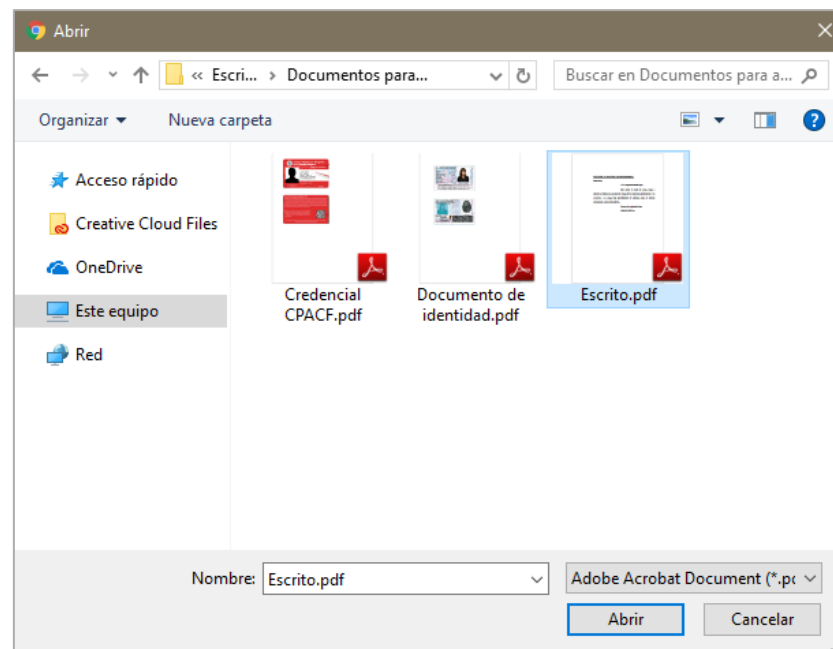 Abrir
« Escri... > Documentos para...
Buscar en Documentos para a...
Organizar
Nueva carpeta
Acceso rápido
Creative Cloud Files
OneDrive
Este equipo
Red
Credencial
CPACF.pdf
Documento de
identidad.pdf
Escrito.pdf
Nombre:
Escrito.pdf
Adobe Acrobat Document (*.pd
Abrir
Cancelar